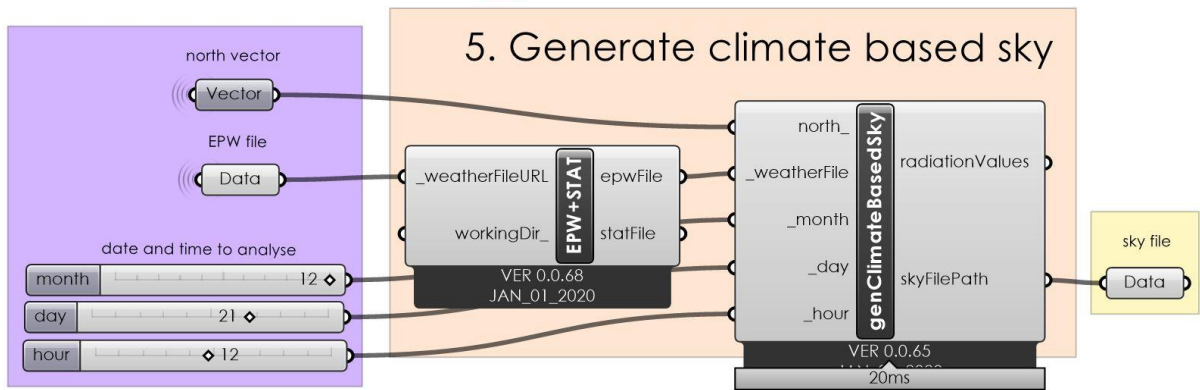 5. Generate climate based sky
north vector
Vector
EPW file
Data
date and time to analyse
month 12
day 21
hour 12
_weatherFileURL
workingDir_
EPW+STAT
epwFile
statFile
VER 0.0.68
JAN_01_2020
north_
_weatherFile
_month
_day
_hour
genClimateBasedSky
radiationValues
skyFilePath
VER 0.0.65
20ms
sky file
Data